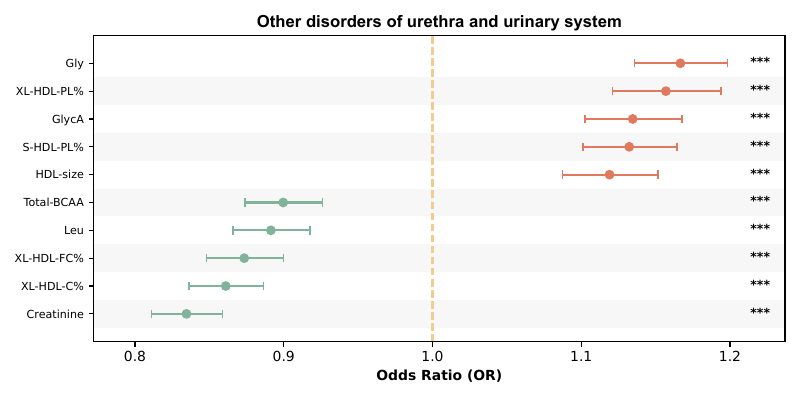 Other disorders of urethra and urinary system
Gly ***
XL-HDL-PL% ***
GlycA ***
S-HDL-PL% ***
HDL-size ***
Total-BCAA ***
Leu ***
XL-HDL-FC% ***
XL-HDL-C% ***
Creatinine ***
0.8 0.9 1.0 1.1 1.2
Odds Ratio (OR)